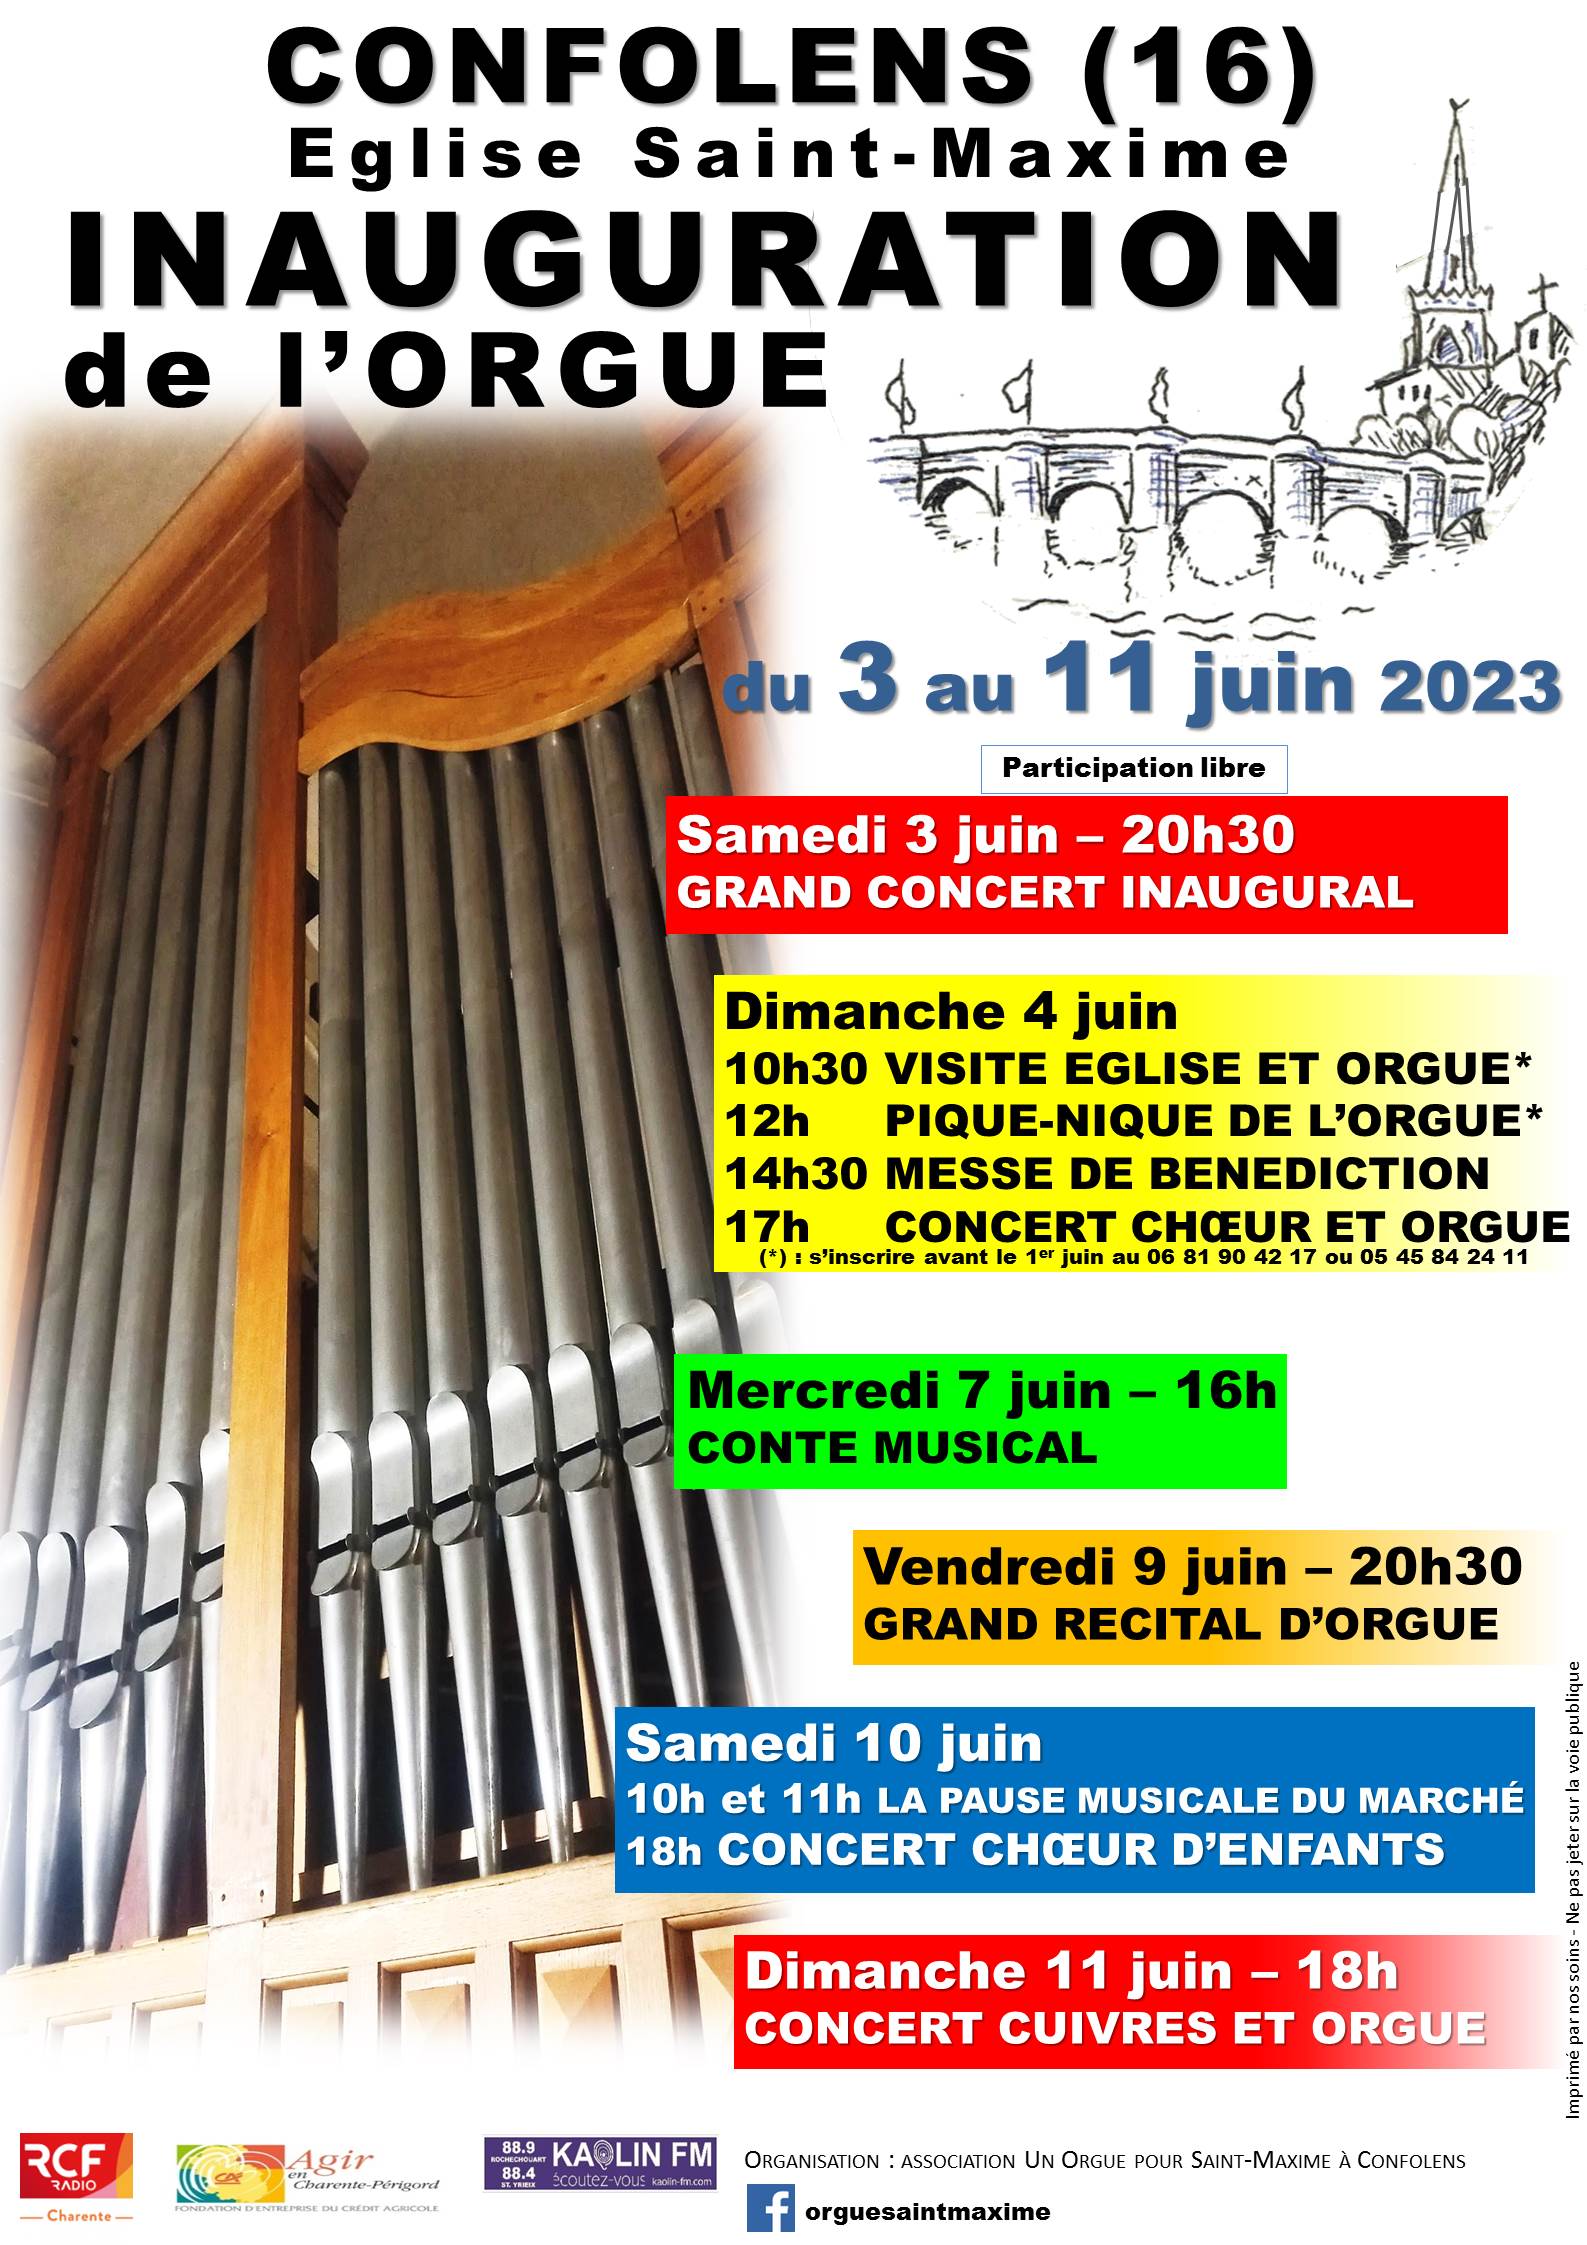 CONFOLENS (16)
Eglise Saint-Maxime
INAUGURATION
de l’ORGUE
du 3 au 11 juin 2023
Participation libre
Samedi 3 juin – 20h30
GRAND CONCERT INAUGURAL
Dimanche 4 juin
10h30 VISITE EGLISE ET ORGUE*
12h PIQUE-NIQUE DE L’ORGUE*
14h30 MESSE DE BENEDICTION
17h CONCERT CHŒUR ET ORGUE
(*) : s’inscrire avant le 1er juin au 06 81 90 42 17 ou 05 45 84 24 11
Mercredi 7 juin – 16h
CONTE MUSICAL
Vendredi 9 juin – 20h30
GRAND RECITAL D’ORGUE
Samedi 10 juin
10h et 11h LA PAUSE MUSICALE DU MARCHÉ
18h CONCERT CHŒUR D’ENFANTS
Dimanche 11 juin – 18h
CONCERT CUIVRES ET ORGUE
Imprimé par nos soins - Ne pas jeter sur la voie publique
RCF
RADIO
Charente
CA
Agir
en
Charente-Périgord
FONDATION D'ENTREPRISE DU CRÉDIT AGRICOLE
88.9
ROCHECHOUART
88.4
ST. YRIEIX
KAOLIN FM
écoutez-vous kaolin-fm.com
ORGANISATION : ASSOCIATION UN ORGUE POUR SAINT-MAXIME À CONFOLENS
f orguesaintmaxime